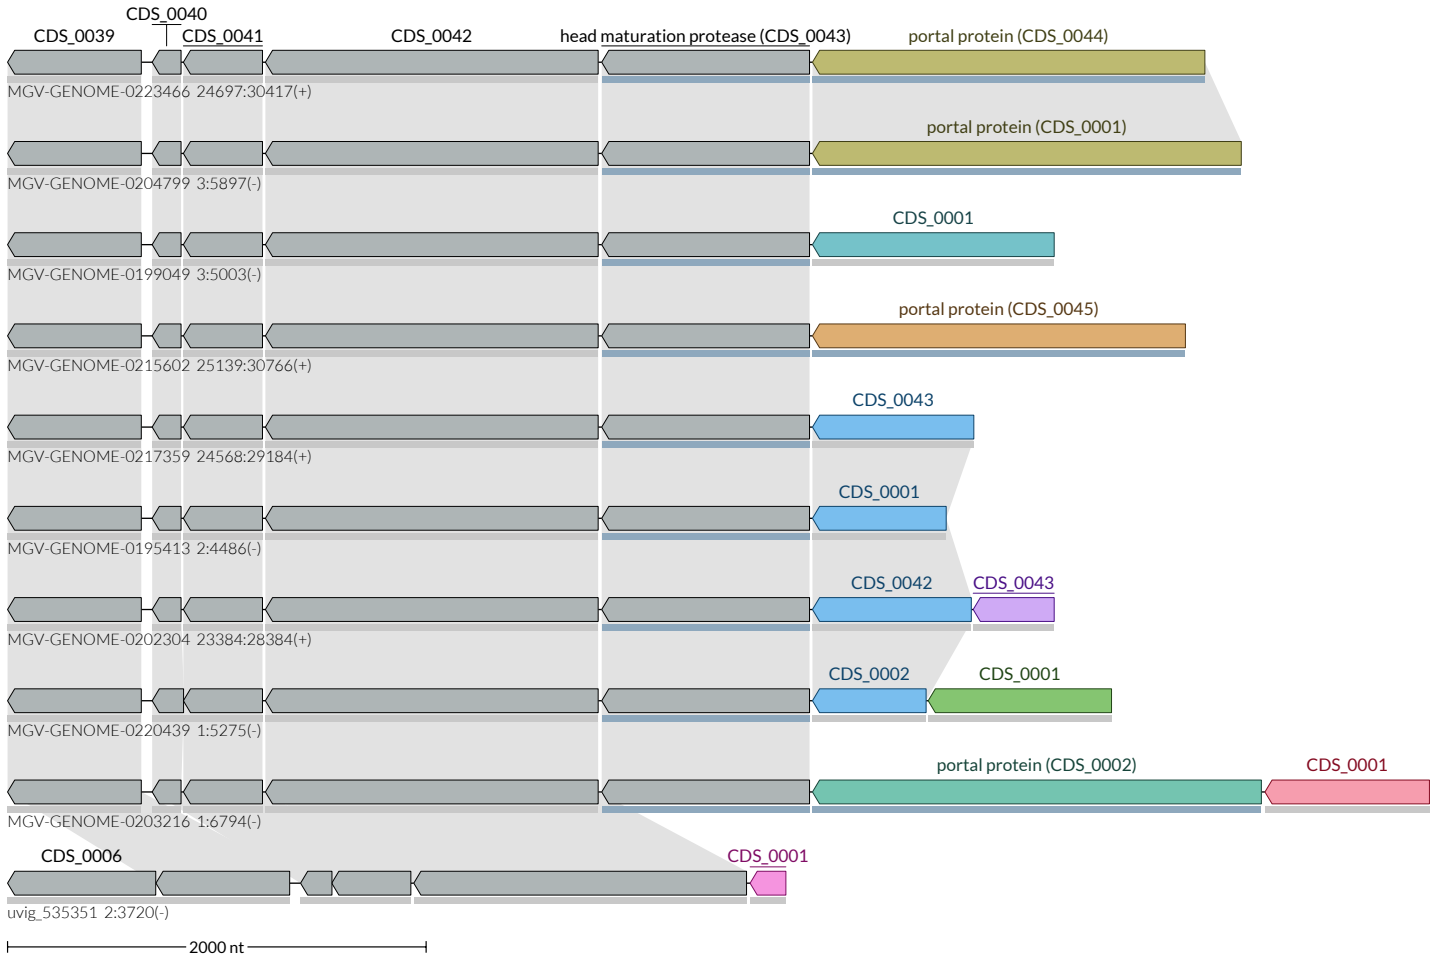 CDS_0040
CDS_0039 CDS_0041 CDS_0042 head maturation protease (CDS_0043) portal protein (CDS_0044)
MGV-GENOME-0223466 24697:30417(+)
portal protein (CDS_0001)
MGV-GENOME-0204799 3:5897(-)
CDS_0001
MGV-GENOME-0199049 3:5003(-)
portal protein (CDS_0045)
MGV-GENOME-0215602 25139:30766(+)
CDS_0043
MGV-GENOME-0217359 24568:29184(+)
CDS_0001
MGV-GENOME-0195413 2:4486(-)
CDS_0042 CDS_0043
MGV-GENOME-0202304 23384:28384(+)
CDS_0002 CDS_0001
MGV-GENOME-0220439 1:5275(-)
portal protein (CDS_0002) CDS_0001
MGV-GENOME-0203216 1:6794(-)
CDS_0006 CDS_0001
uvig_535351 2:3720(-)
2000 nt